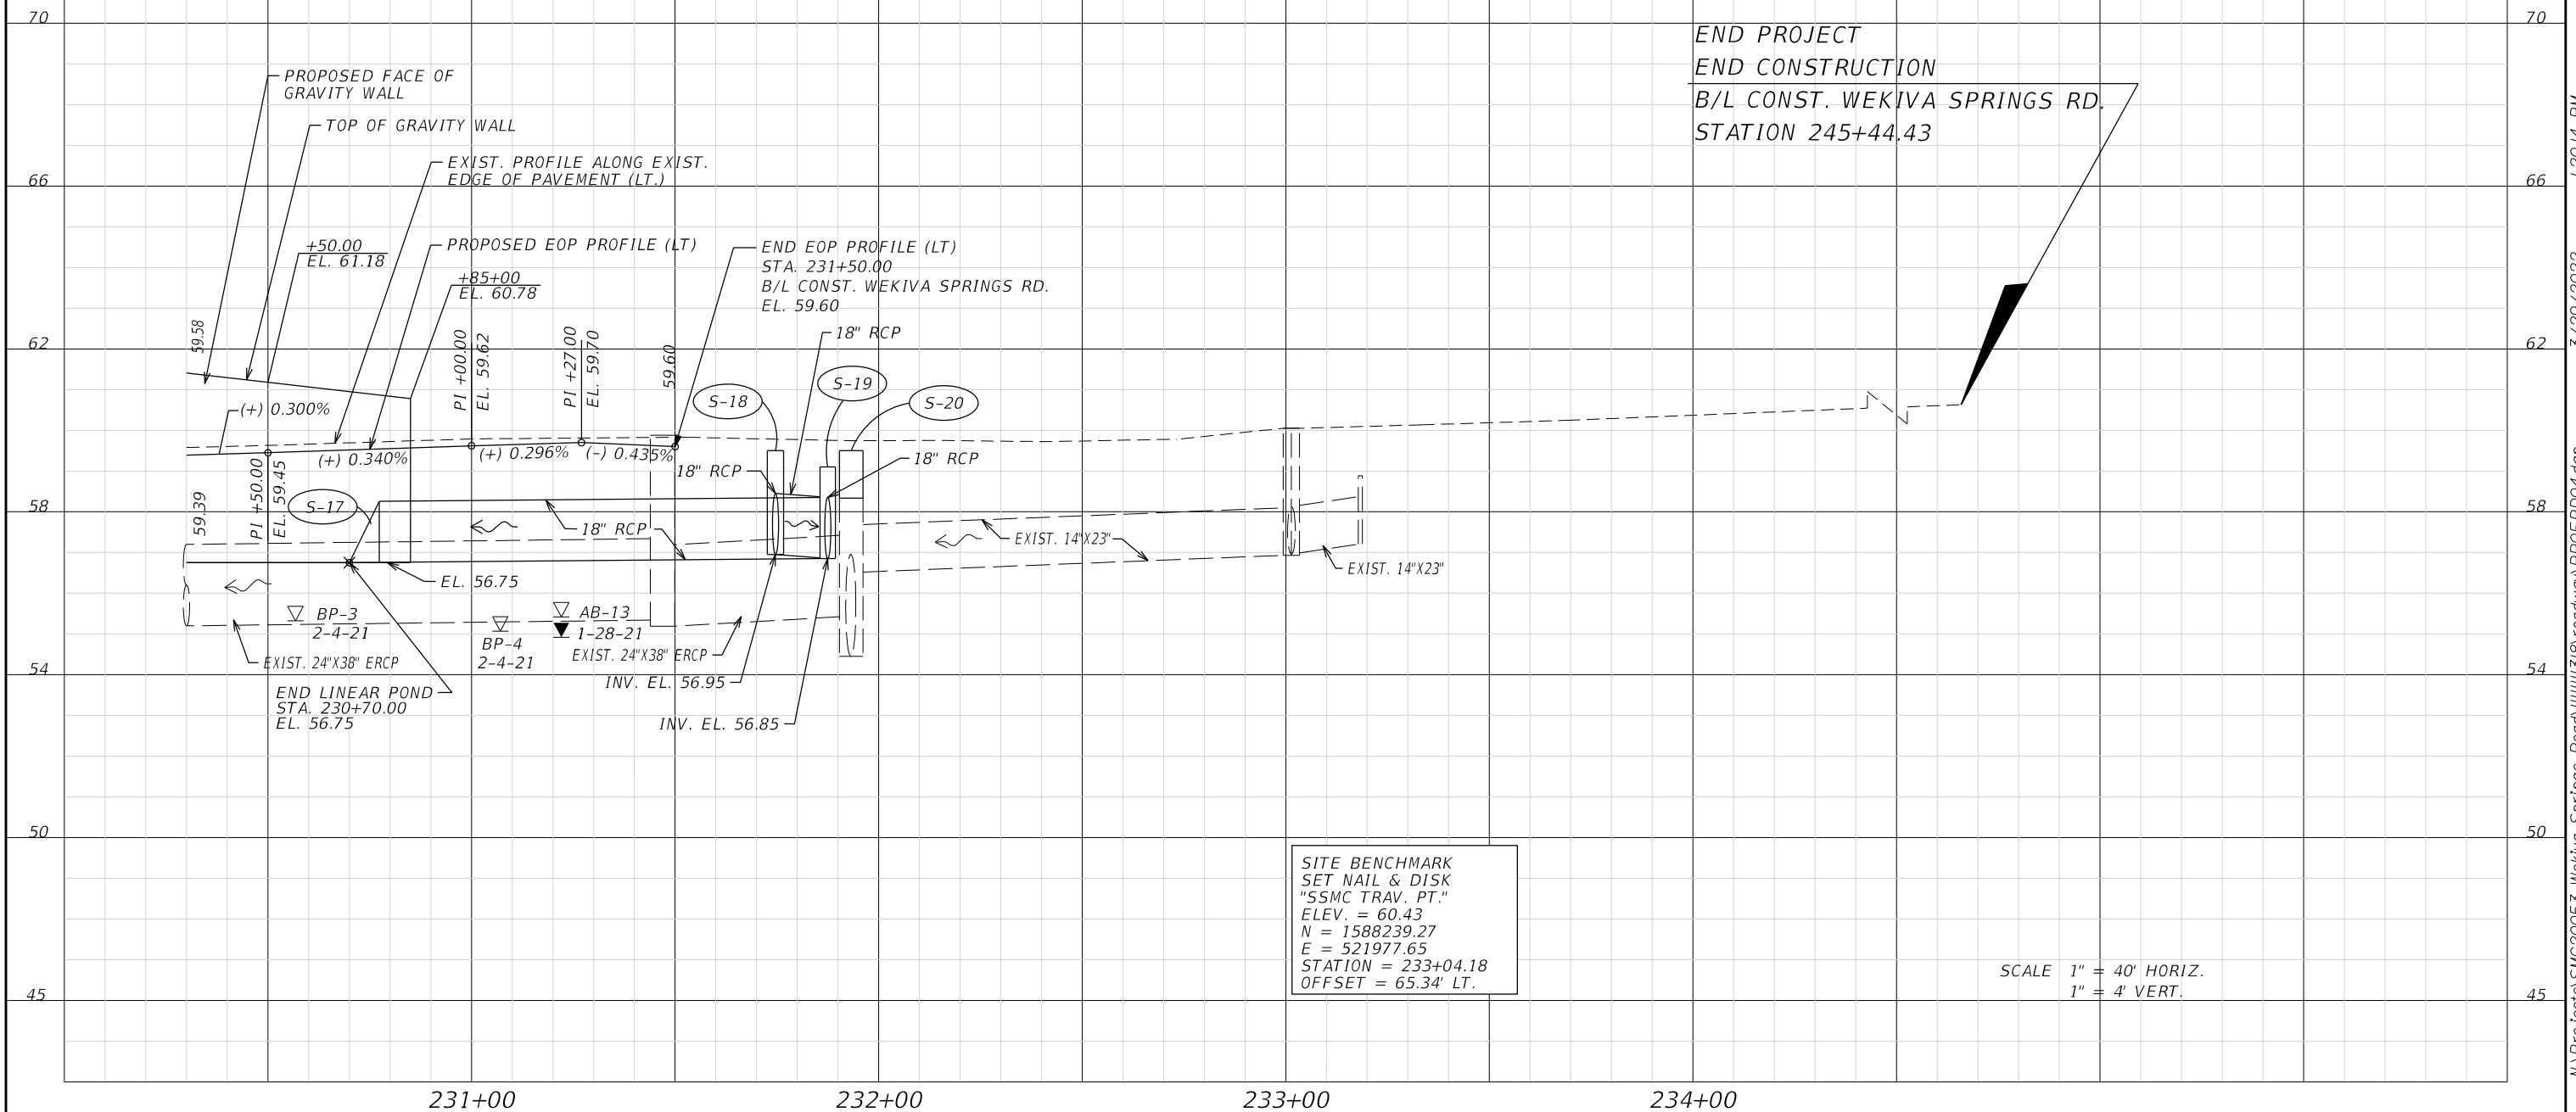 70
66
62
58
54
50
45
70
66
62
58
54
50
45
PROPOSED FACE OF
GRAVITY WALL
TOP OF GRAVITY WALL
EXIST. PROFILE ALONG EXIST.
EDGE OF PAVEMENT (LT.)
+50.00
EL. 61.18
PROPOSED EOP PROFILE (LT)
+85+00
EL. 60.78
END EOP PROFILE (LT)
STA. 231+50.00
B/L CONST. WEKIVA SPRINGS RD.
EL. 59.60
END PROJECT
END CONSTRUCTION
B/L CONST. WEKIVA SPRINGS RD.
STATION 245+44.43
59.58
PI +00.00
EL. 59.62
PI +27.00
EL. 59.70
59.60
18" RCP
S-18
S-19
S-20
(+) 0.300%
(+) 0.340%
(+) 0.296%
(-) 0.435%
18" RCP
18" RCP
59.39
PI +50.00
EL. 59.45
S-17
18" RCP
EXIST. 14"X23"
EXIST. 14"X23"
EL. 56.75
BP-3
2-4-21
BP-4
2-4-21
AB-13
1-28-21
EXIST. 24"X38" ERCP
EXIST. 24"X38" ERCP
INV. EL. 56.95
INV. EL. 56.85
END LINEAR POND
STA. 230+70.00
EL. 56.75
SITE BENCHMARK
SET NAIL & DISK
"SSMC TRAV. PT."
ELEV. = 60.43
N = 1588239.27
E = 521977.65
STATION = 233+04.18
OFFSET = 65.34' LT.
SCALE 1" = 40' HORIZ.
1" = 4' VERT.
231+00
232+00
233+00
234+00